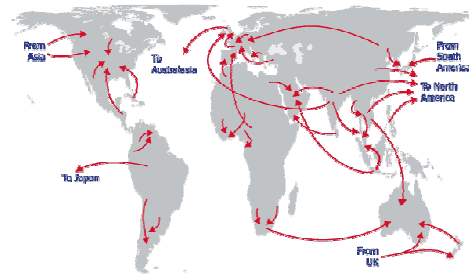 From
Asia
To
Australasia
From
South
America
To North
America
To Japan
From
UK